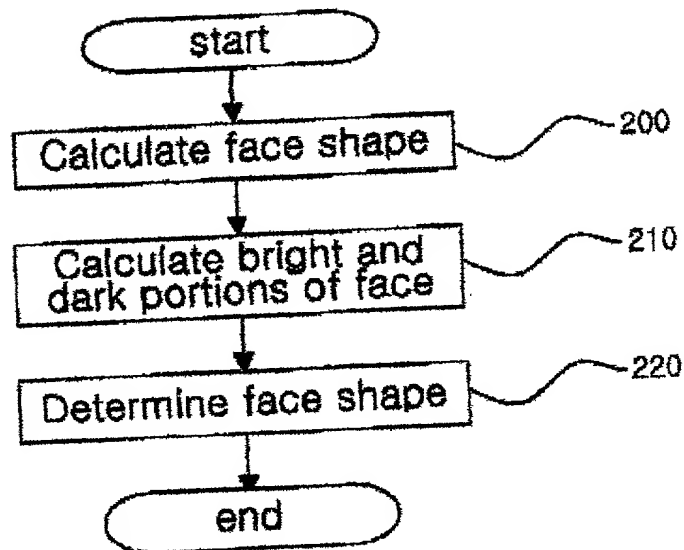 start
Calculate face shape
200
Calculate bright and
dark portions of face
210
Determine face shape
220
end